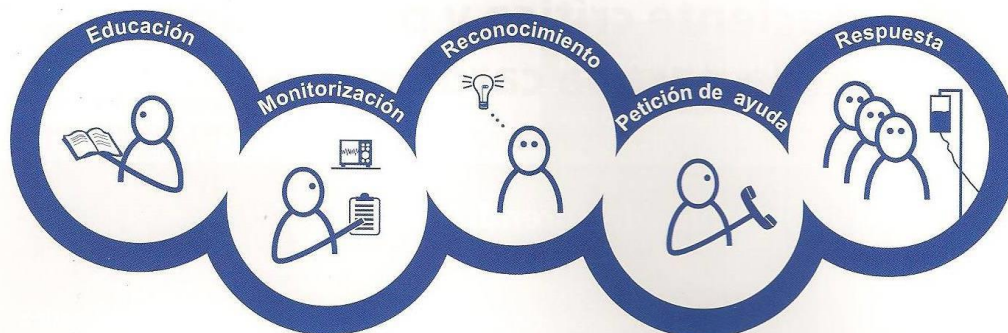 Educación
Monitorización
Reconocimiento
Petición de ayuda
Respuesta